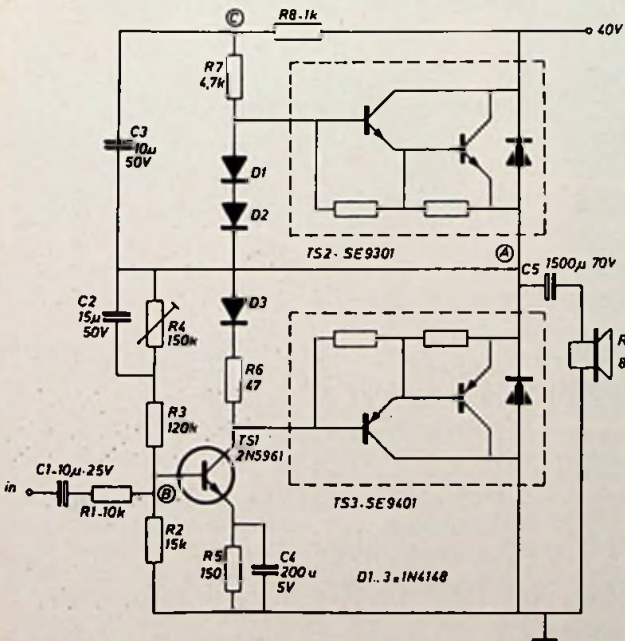 C
R8-1k
40V
R7
4,7k
C3
10µ
50V
D1
D2
TS2- SE9301
A
C5
1500µ 70V
C2
15µ
50V
R4
150k
D3
R
8
R6
47
R3
120k
TS1
2N5961
C1-10µ-25V
in
B
R1-10k
TS3-SE9401
R2
15k
R5
150
C4
200u
5V
D1..3=1N4148